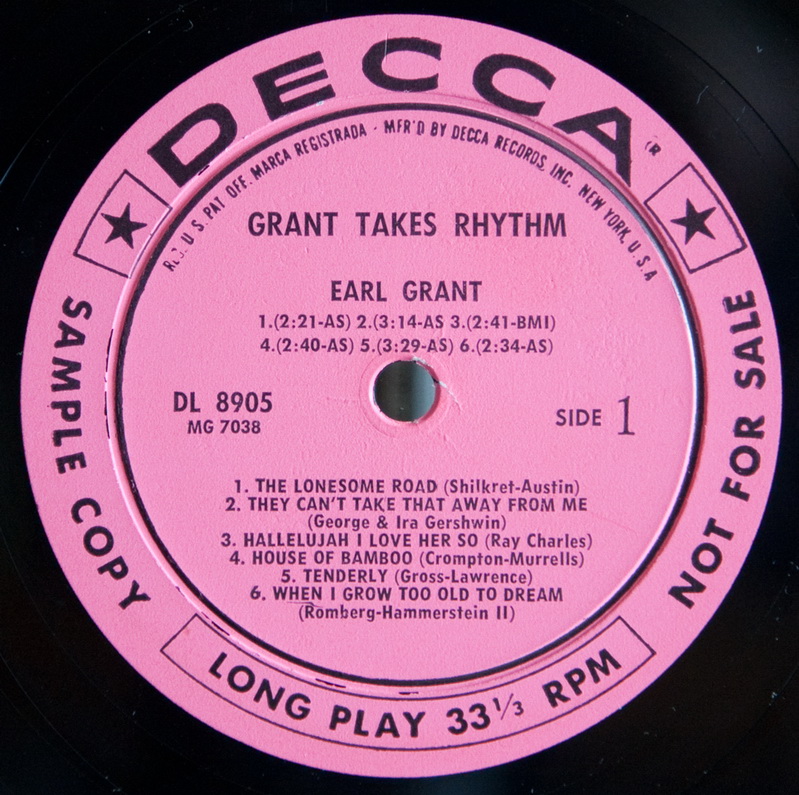 DECCA
REG. U.S. PAT. OFF. MARCA REGISTRADA · MFR'D BY DECCA RECORDS, INC. NEW YORK, U.S.A
GRANT TAKES RHYTHM
EARL GRANT
1.(2:21-AS) 2.(3:14-AS 3.(2:41-BMI)
4.(2:40-AS) 5.(3:29-AS) 6.(2:34-AS)
DL 8905
MG 7038
SIDE 1
1. THE LONESOME ROAD (Shilkret-Austin)
2. THEY CAN'T TAKE THAT AWAY FROM ME
(George & Ira Gershwin)
3. HALLELUJAH I LOVE HER SO (Ray Charles)
4. HOUSE OF BAMBOO (Crompton-Murrells)
5. TENDERLY (Gross-Lawrence)
6. WHEN I GROW TOO OLD TO DREAM
(Romberg-Hammerstein II)
SAMPLE COPY
NOT FOR SALE
LONG PLAY 33⅓ RPM